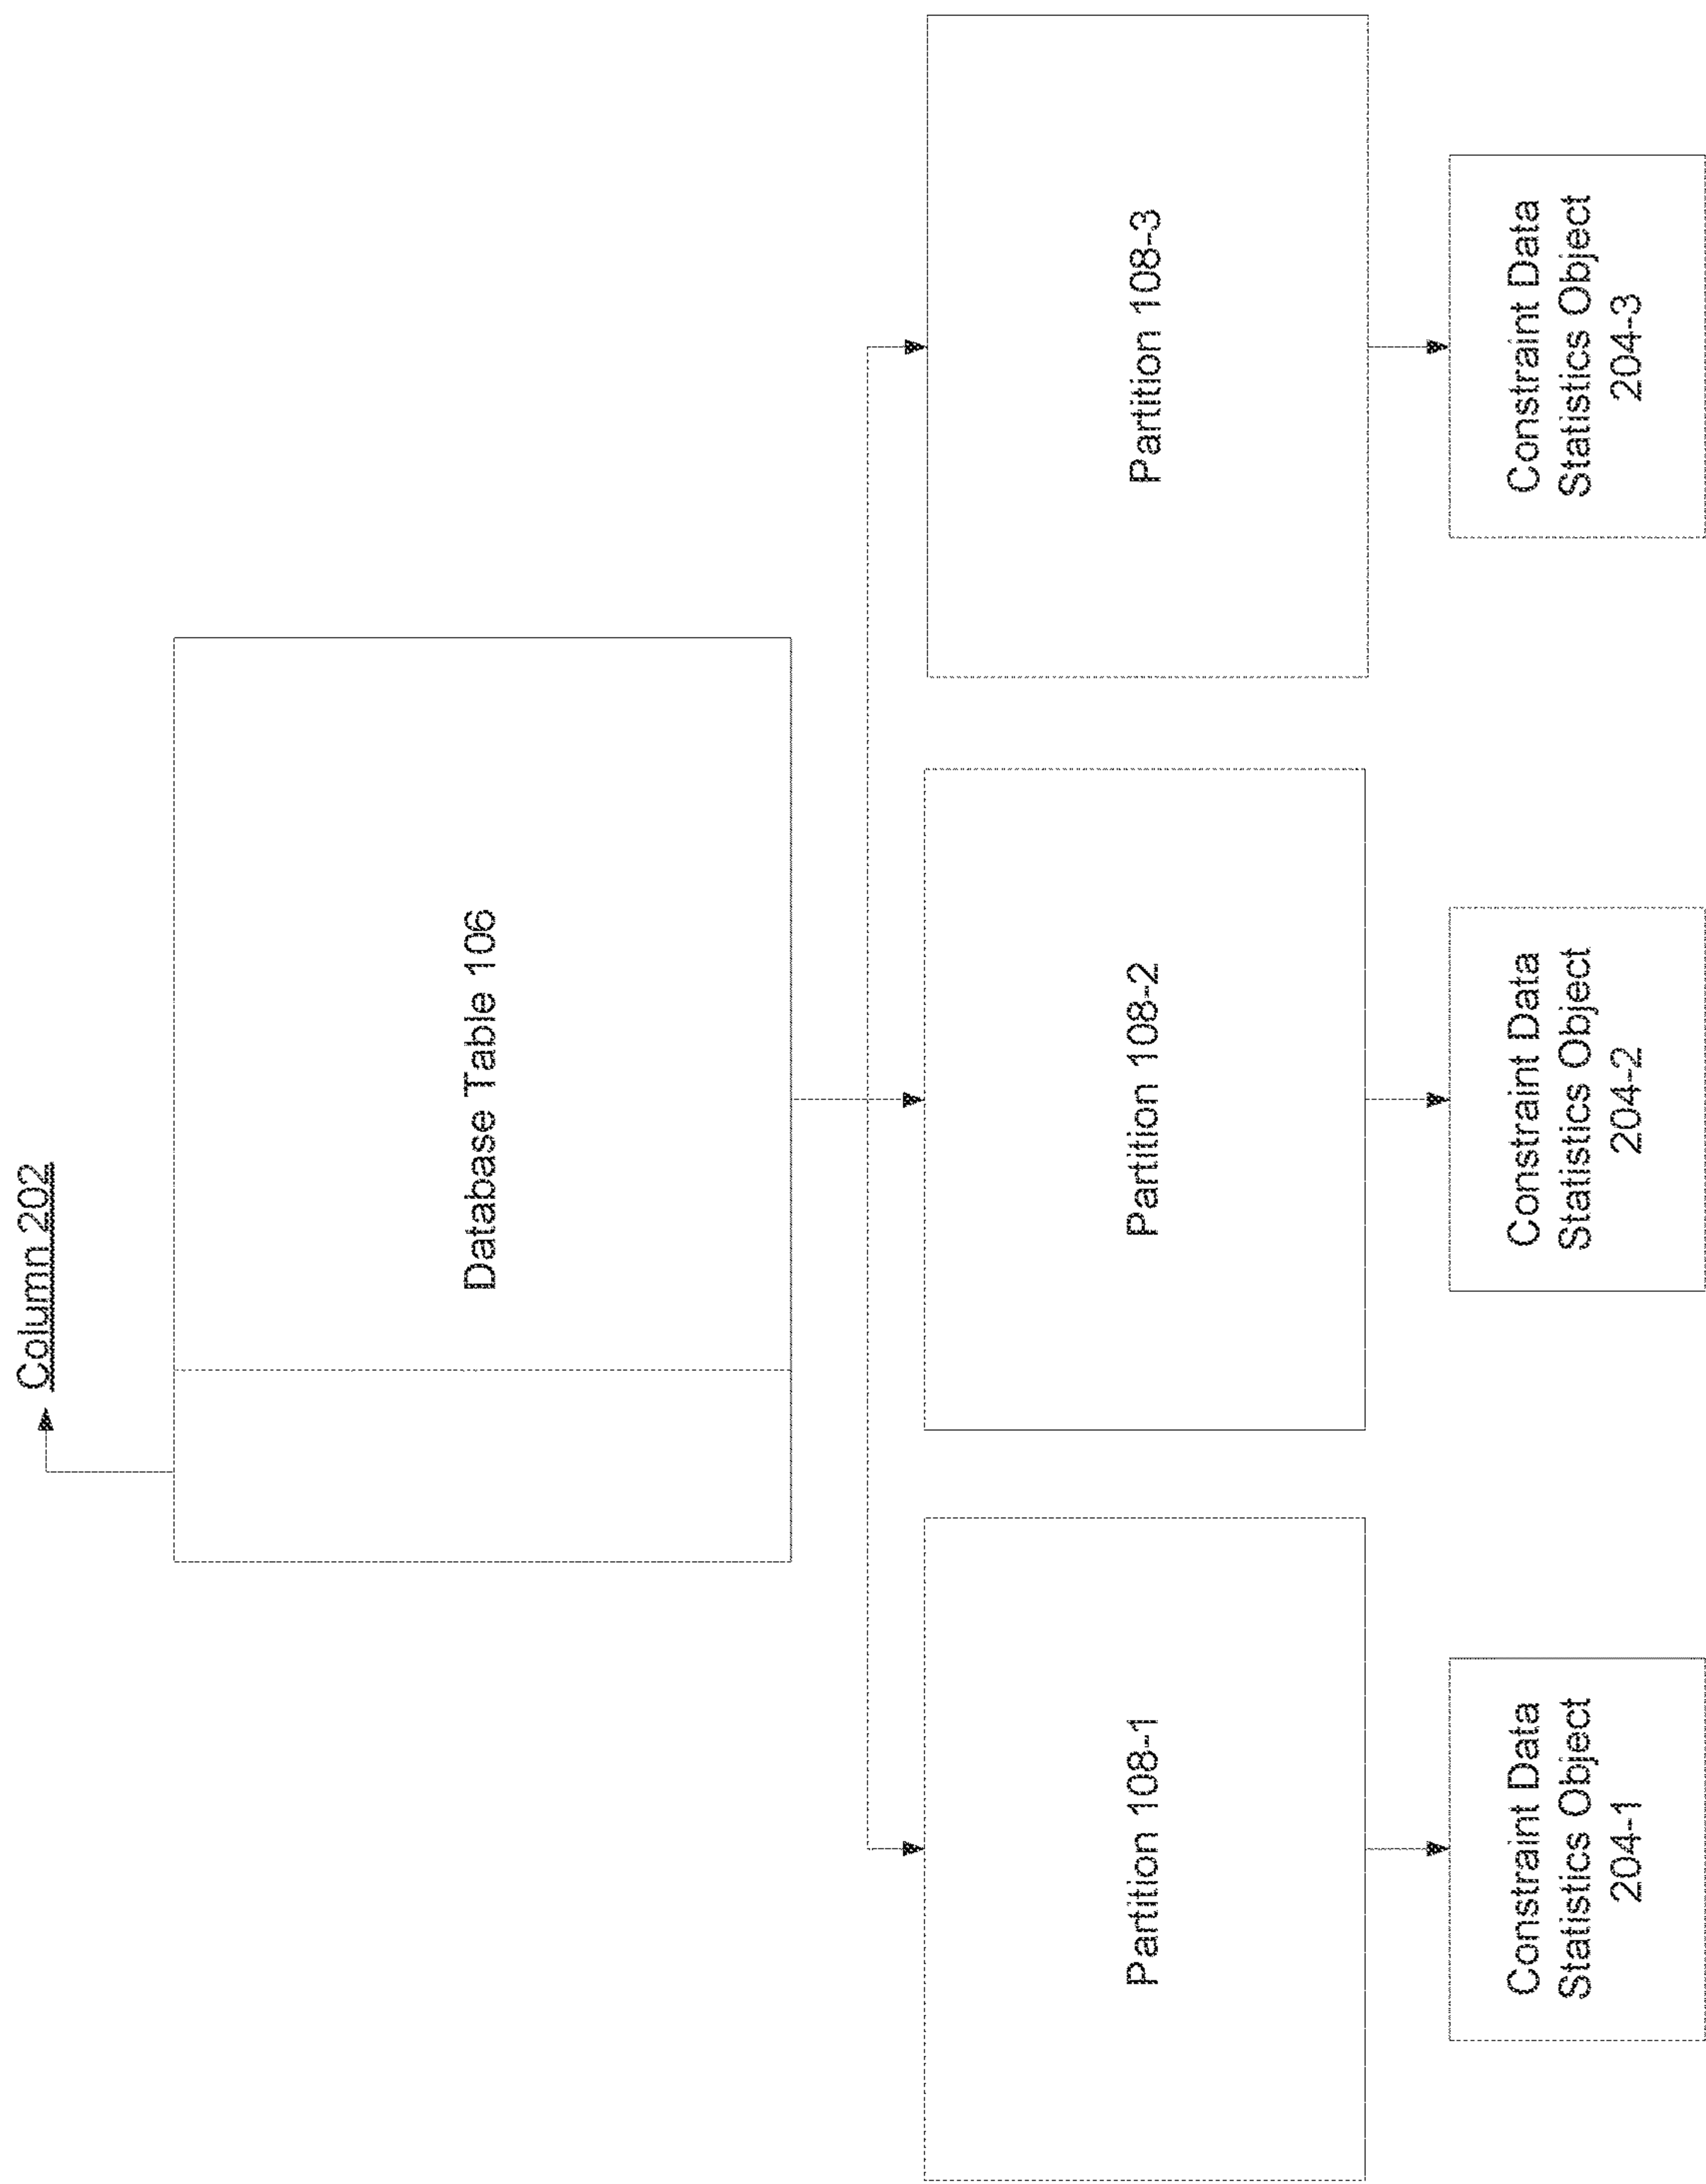 Column 202
Database Table 106
Partition 108-1
Partition 108-2
Partition 108-3
Constraint Data
Statistics Object
204-1
Constraint Data
Statistics Object
204-2
Constraint Data
Statistics Object
204-3